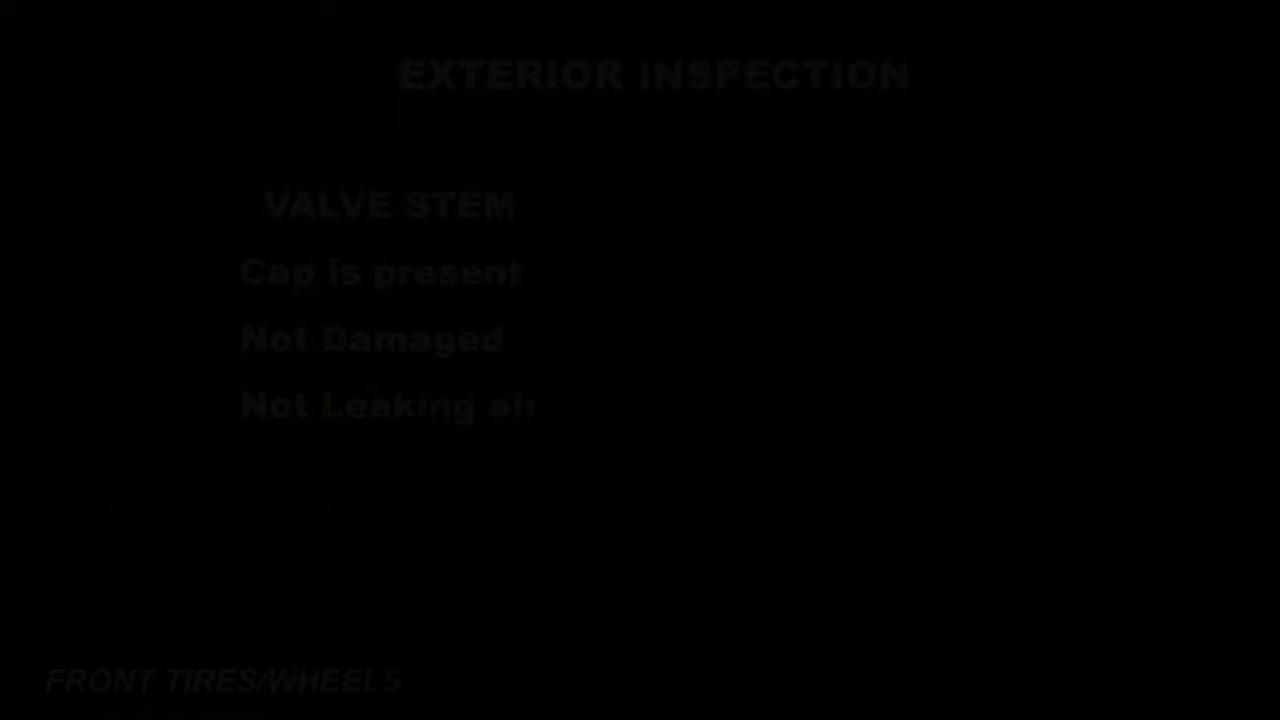 EXTERIOR INSPECTION
VALVE STEM
Cap is present
Not Damaged
Not Leaking air
FRONT TIRES/WHEELS